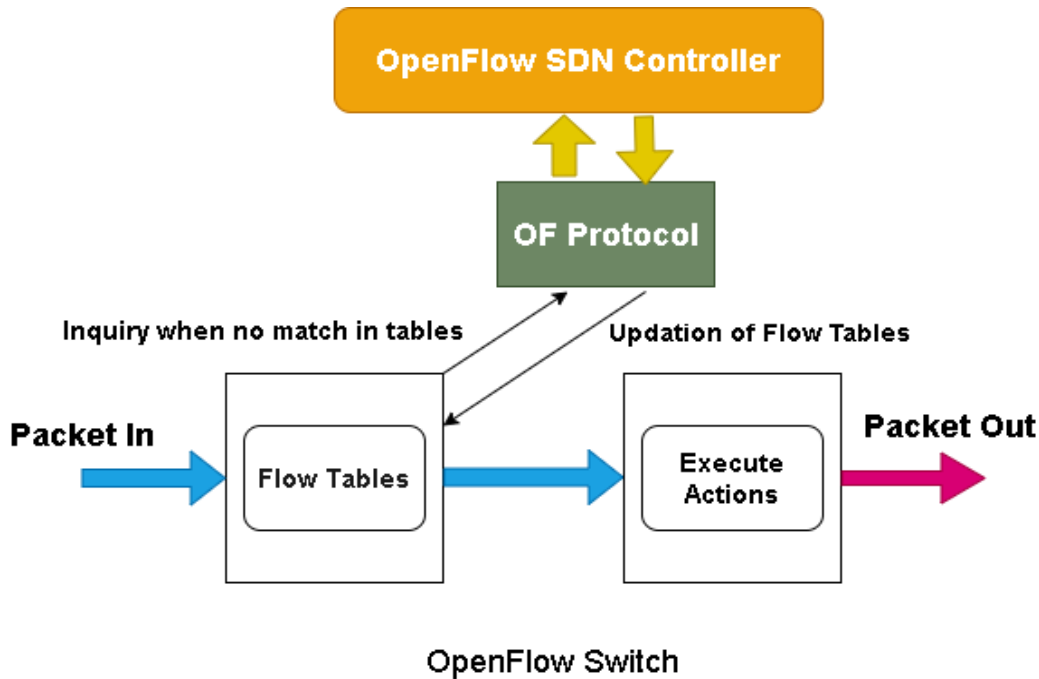 OpenFlow SDN Controller
OF Protocol
Inquiry when no match in tables
Updation of Flow Tables
Packet In
Flow Tables
Execute
Actions
Packet Out
OpenFlow Switch